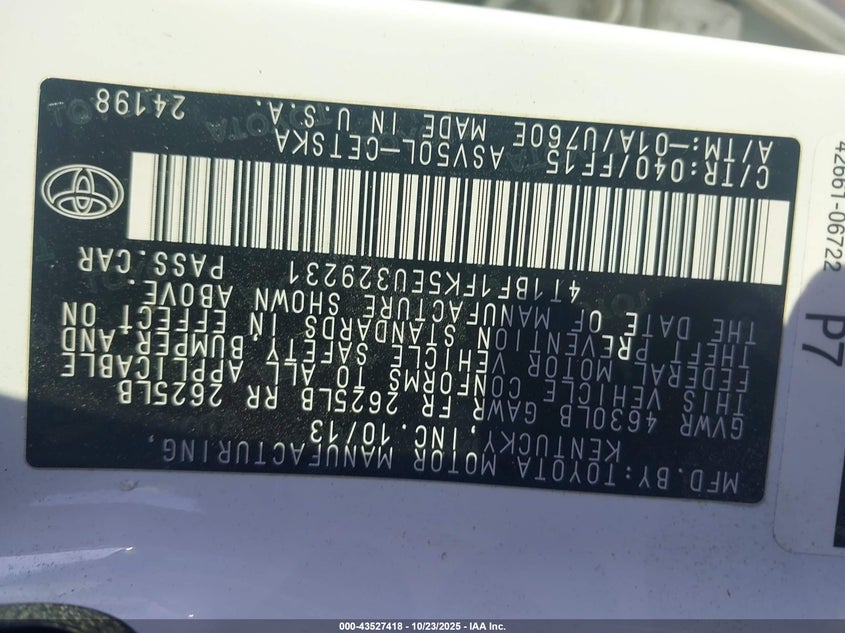 MFD.BY:TOYOTA MOTOR MANUFACTURING,
KENTUCKY, INC. 10/13
GVWR 4630LB GAWR FR 2625LB RR 2625LB
THIS VEHICLE CONFORMS TO ALL APPLICABLE
FEDERAL MOTOR VEHICLE SAFETY, BUMPER AND
THEFT PREVENTION STANDARDS IN EFFECT ON
THE DATE OF MANUFACTURE SHOWN ABOVE.
4T1BF1FK5EU329231 PASS.CAR
C/TR:040/FE15 ASV50L-CETSKA
A/TM:-01A/U760E MADE IN U.S.A. 24198
42661-06722
P7
000-43527418 - 10/23/2025 - IAA Inc.